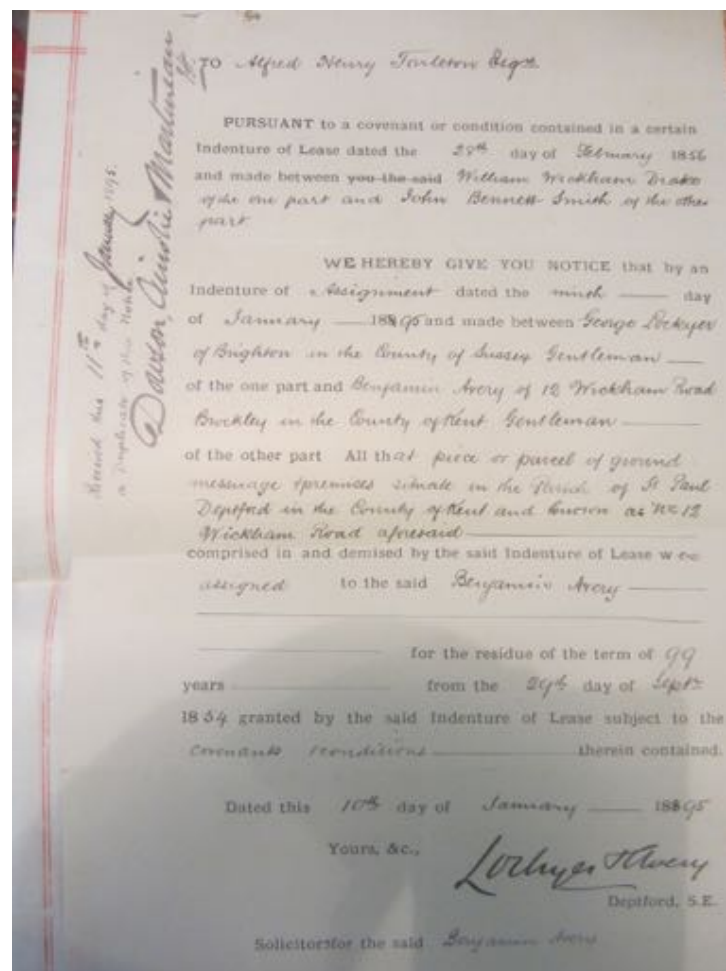 TO Alfred Henry Tarleton Esqre
PURSUANT to a covenant or condition contained in a certain
Indenture of Lease dated the 28th day of February 1856
and made between you the said William Wickham Drake
of the one part and John Bennett Smith of the other
part
WE HEREBY GIVE YOU NOTICE that by an
Indenture of Assignment dated the ninth day
of January 1895 and made between George Lockyer
of Brighton in the County of Sussex Gentleman
of the one part and Benjamin Avery of 12 Wickham Road
Brockley in the County of Kent Gentleman
of the other part All that piece or parcel of ground
messuage & premises situate in the Parish of St Paul
Deptford in the County of Kent and known as No 12
Wickham Road aforesaid
comprised in and demised by the said Indenture of Lease were
assigned to the said Benjamin Avery
for the residue of the term of 99
years from the 29th day of Septr
1854 granted by the said Indenture of Lease subject to the
covenants & conditions therein contained.
Dated this 10th day of January 1895
Yours, &c.,
Lockyer & Avery
Deptford, S.E.
Solicitors for the said Benjamin Avery
Received this 11th day of January 1895.
a duplicate of this Notice
Dawson, Ainslie & Martineau